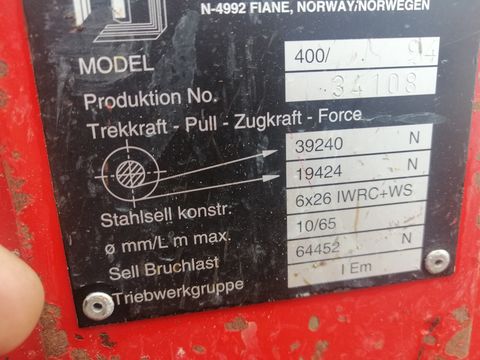 N-4992 FIANE, NORWAY/NORWEGEN
MODEL 400/ 94
Produktion No. 34108
Trekkraft - Pull - Zugkraft - Force
39240 N
19424 N
Stahlsell konstr. 6x26 IWRC+WS
ø mm/L m max. 10/65
Sell Bruchlast 64452 N
Triebwerkgruppe I Em